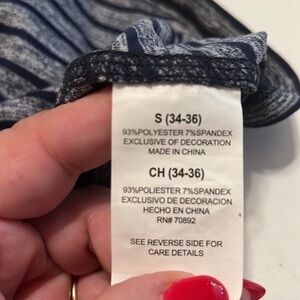 S (34-36)
93%POLYESTER 7%SPANDEX
EXCLUSIVE OF DECORATION
MADE IN CHINA
CH (34-36)
93%POLIESTER 7%SPANDEX
EXCLUSIVO DE DECORACION
HECHO EN CHINA
RN# 70892
SEE REVERSE SIDE FOR
CARE DETAILS